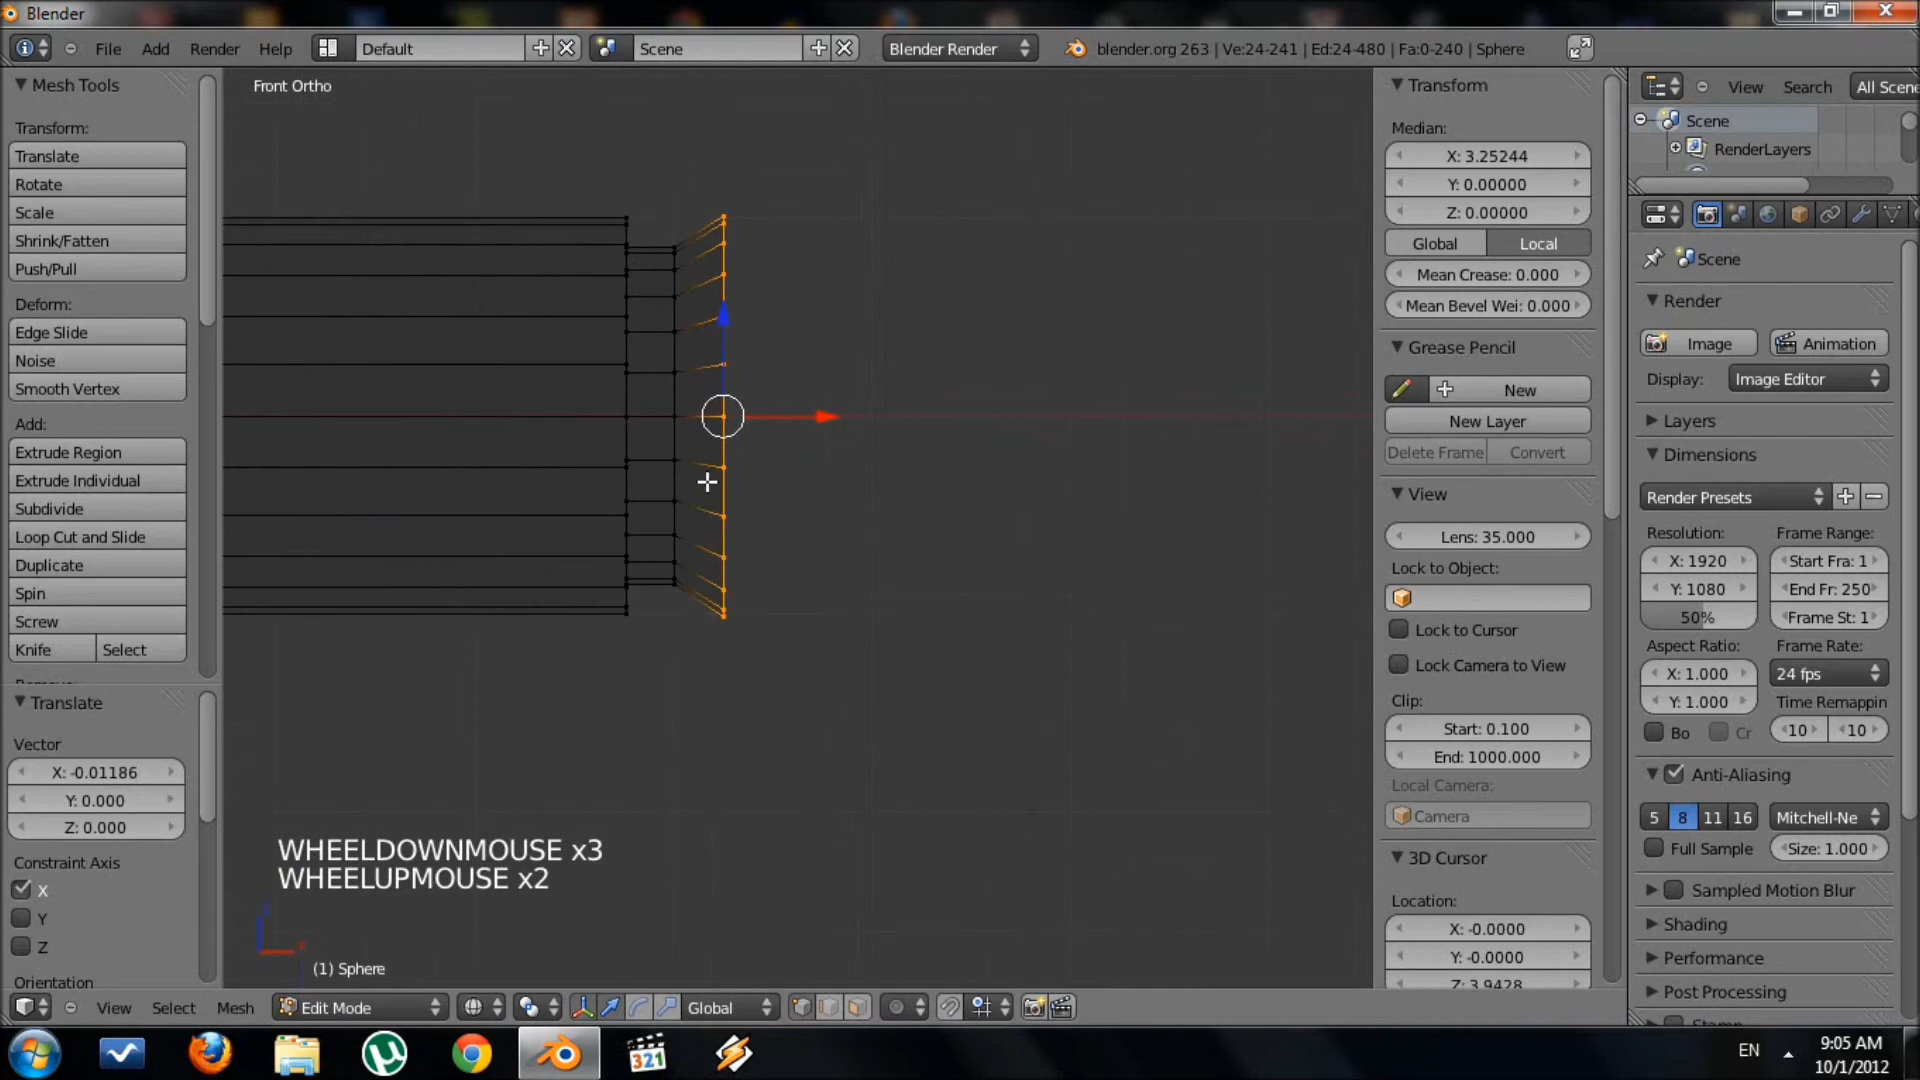 Blender
File Add Render Help Default Scene Blender Render blender.org 263 | Ve:24-241 | Ed:24-480 | Fa:0-240 | Sphere
Mesh Tools
Transform:
Translate
Rotate
Scale
Shrink/Fatten
Push/Pull
Deform:
Edge Slide
Noise
Smooth Vertex
Add:
Extrude Region
Extrude Individual
Subdivide
Loop Cut and Slide
Duplicate
Spin
Screw
Knife Select
Translate
Vector
X: -0.01186
Y: 0.000
Z: 0.000
Constraint Axis
X
Y
Z
Orientation
Front Ortho
WHEELDOWNMOUSE x3
WHEELUPMOUSE x2
(1) Sphere
View Select Mesh Edit Mode Global
Transform
Median:
X: 3.25244
Y: 0.00000
Z: 0.00000
Global Local
Mean Crease: 0.000
Mean Bevel Wei: 0.000
Grease Pencil
New
New Layer
Delete Frame Convert
View
Lens: 35.000
Lock to Object:
Lock to Cursor
Lock Camera to View
Clip:
Start: 0.100
End: 1000.000
Local Camera:
Camera
3D Cursor
Location:
X: -0.0000
Y: -0.0000
Z: 3.9428
View Search All Scene
Scene
RenderLayers
Scene
Render
Image Animation
Display: Image Editor
Layers
Dimensions
Render Presets
Resolution: Frame Range:
X: 1920 Start Fra: 1
Y: 1080 End Fr: 250
50% Frame St: 1
Aspect Ratio: Frame Rate:
X: 1.000 24 fps
Y: 1.000 Time Remappin
Bo Cr 10 10
Anti-Aliasing
5 8 11 16 Mitchell-Ne
Full Sample Size: 1.000
Sampled Motion Blur
Shading
Performance
Post Processing
321
EN
9:05 AM
10/1/2012